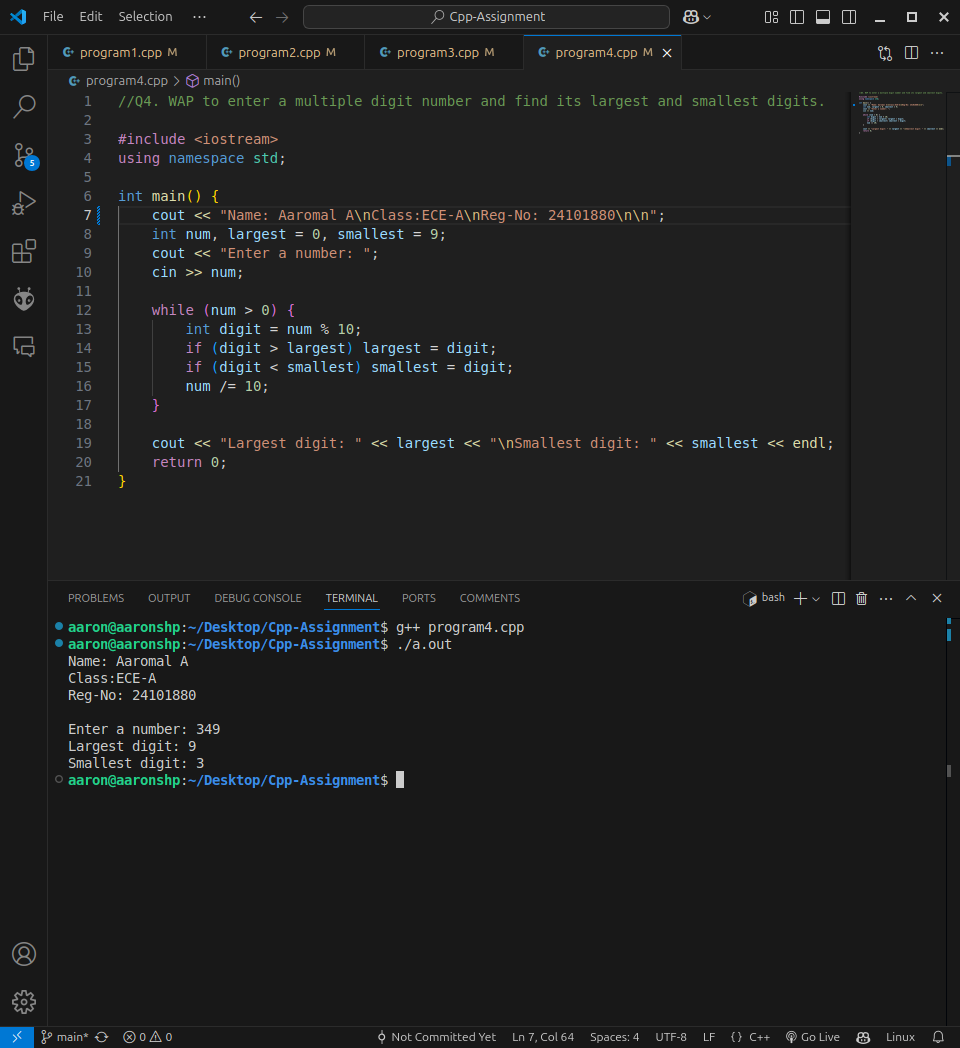 File Edit Selection ··· Cpp-Assignment
program1.cpp M program2.cpp M program3.cpp M program4.cpp M
program4.cpp > main()
1 //Q4. WAP to enter a multiple digit number and find its largest and smallest digits.
2
3 #include <iostream>
4 using namespace std;
5
6 int main() {
7 cout << "Name: Aaromal A\nClass:ECE-A\nReg-No: 24101880\n\n";
8 int num, largest = 0, smallest = 9;
9 cout << "Enter a number: ";
10 cin >> num;
11
12 while (num > 0) {
13 int digit = num % 10;
14 if (digit > largest) largest = digit;
15 if (digit < smallest) smallest = digit;
16 num /= 10;
17 }
18
19 cout << "Largest digit: " << largest << "\nSmallest digit: " << smallest << endl;
20 return 0;
21 }
5
PROBLEMS OUTPUT DEBUG CONSOLE TERMINAL PORTS COMMENTS bash
aaron@aaronshp:~/Desktop/Cpp-Assignment$ g++ program4.cpp
aaron@aaronshp:~/Desktop/Cpp-Assignment$ ./a.out
Name: Aaromal A
Class:ECE-A
Reg-No: 24101880
Enter a number: 349
Largest digit: 9
Smallest digit: 3
aaron@aaronshp:~/Desktop/Cpp-Assignment$
main* 0 0 Not Committed Yet Ln 7, Col 64 Spaces: 4 UTF-8 LF {} C++ Go Live Linux